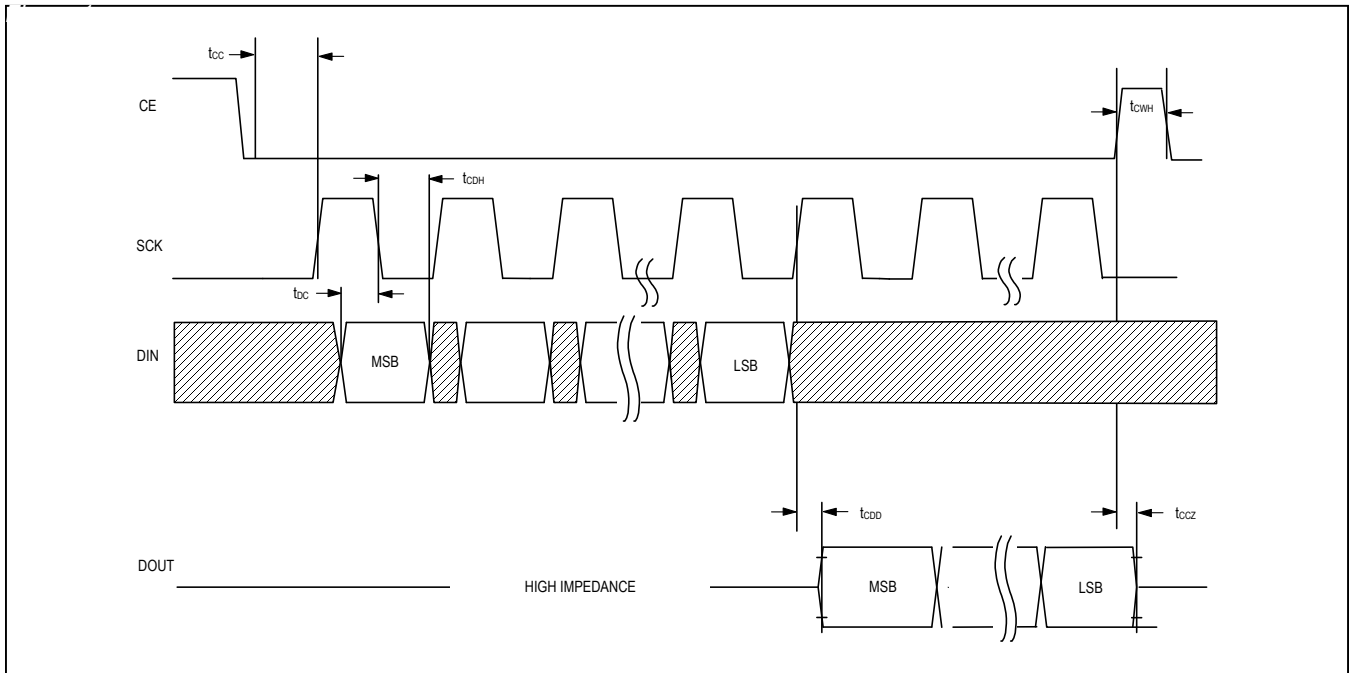 tCC
CE
tCWH
tCDH
SCK
tDC
DIN
MSB
LSB
tCDD
tCCZ
DOUT
HIGH IMPEDANCE
MSB
LSB